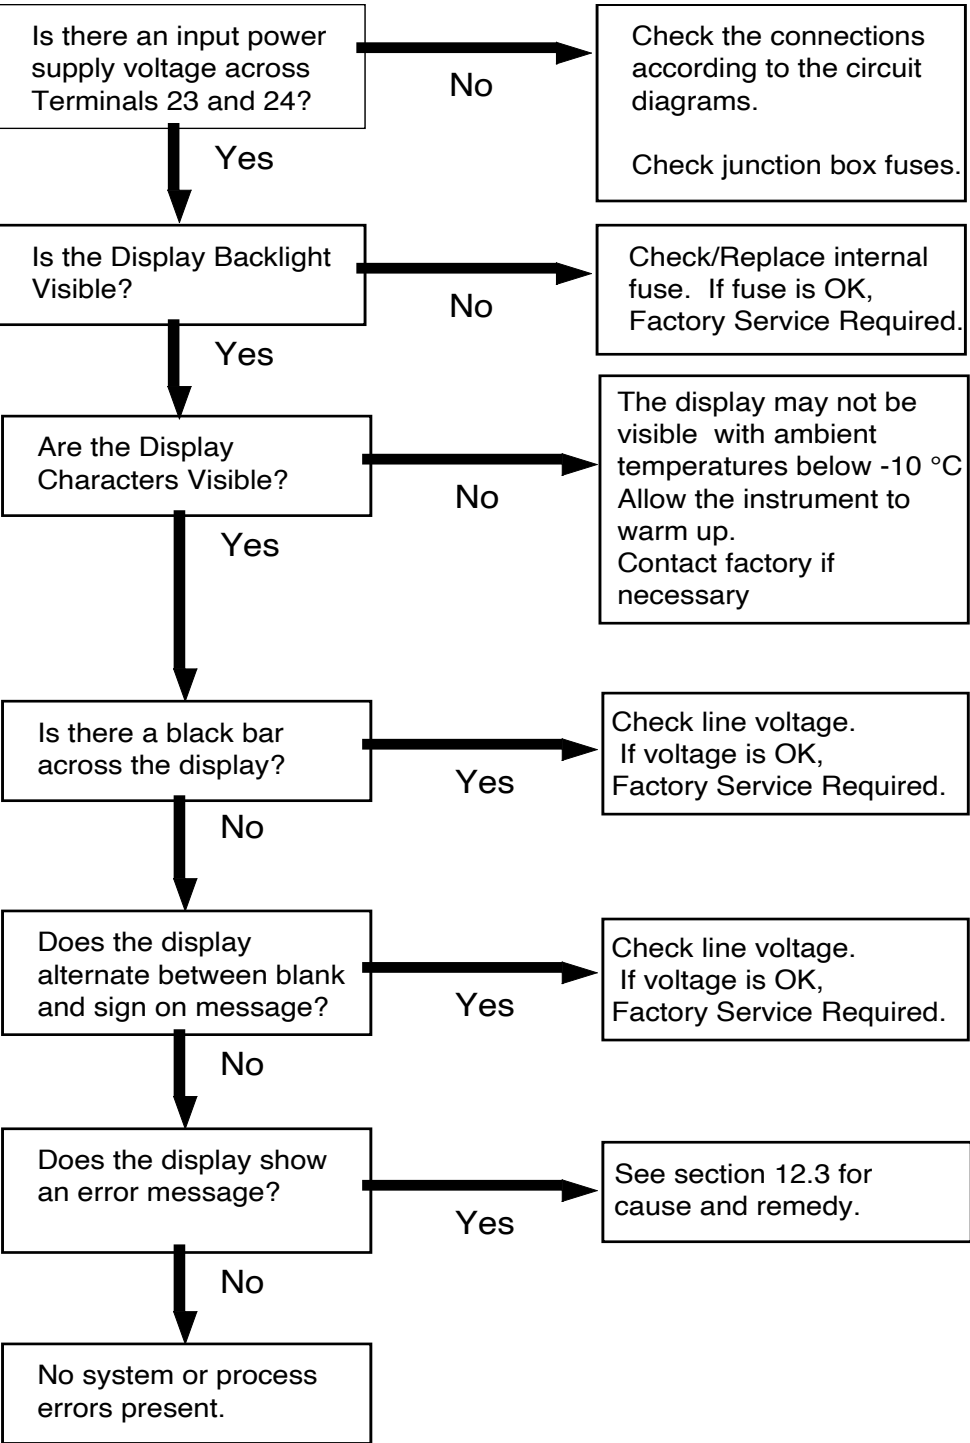 Is there an input power
supply voltage across
Terminals 23 and 24?
No
Check the connections
according to the circuit
diagrams.
Check junction box fuses.
Yes
Is the Display Backlight
Visible?
No
Check/Replace internal
fuse. If fuse is OK,
Factory Service Required.
Yes
Are the Display
Characters Visible?
No
The display may not be
visible with ambient
temperatures below -10 °C
Allow the instrument to
warm up.
Contact factory if
necessary
Yes
Is there a black bar
across the display?
Yes
Check line voltage.
If voltage is OK,
Factory Service Required.
No
Does the display
alternate between blank
and sign on message?
Yes
Check line voltage.
If voltage is OK,
Factory Service Required.
No
Does the display show
an error message?
Yes
See section 12.3 for
cause and remedy.
No
No system or process
errors present.